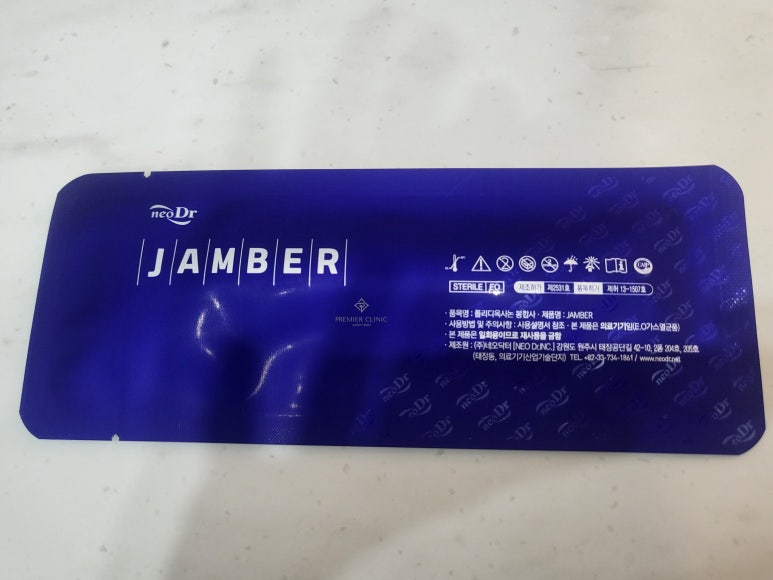 neoDr
JAMBER
PREMIER CLINIC
STERILE EO 제조허가 제2531호 품목허가 제허 13-1507호
· 품목명 : 폴리디옥사논 봉합사 · 제품명 : JAMBER
· 사용방법 및 주의사항 : 사용설명서 참조 · 본 제품은 의료기기임(E.O가스멸균품)
· 본 제품은 일회용이므로 재사용을 금함
· 제조원 : (주)네오닥터 [NEO Dr.INC.] 강원도 원주시 태장공단길 42-10, 2동 204호, 205호
(태장동, 의료기기산업기술단지) TEL. +82-33-734-1861 / www.neodr.net